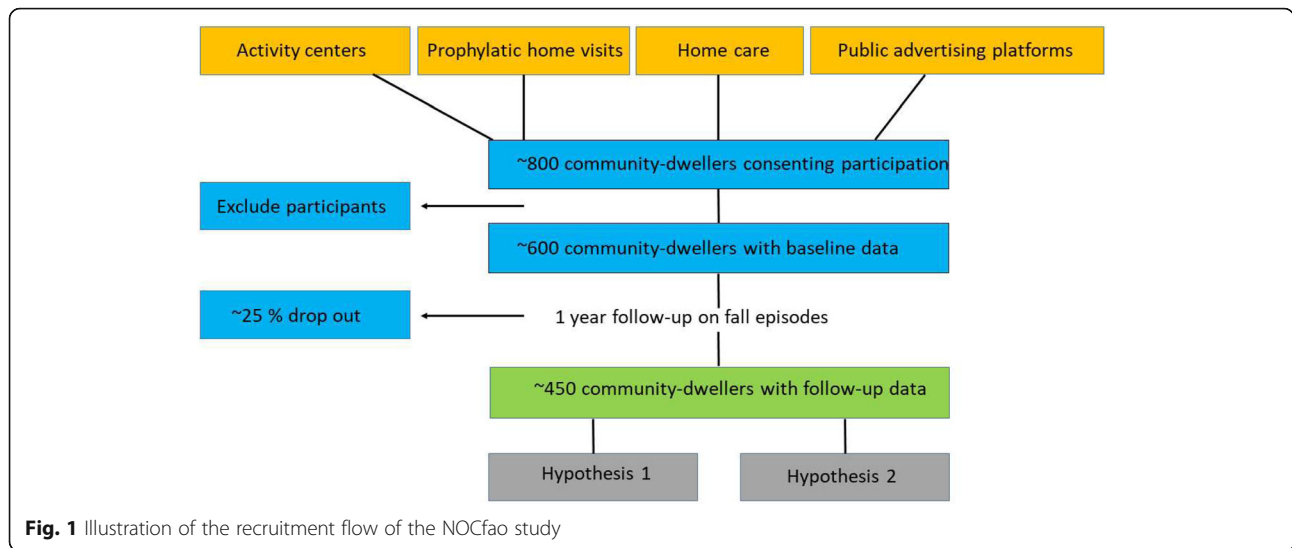 Activity centers
Prophylatic home visits
Home care
Public advertising platforms
~800 community-dwellers consenting participation
Exclude participants
~600 community-dwellers with baseline data
~25 % drop out
1 year follow-up on fall episodes
~450 community-dwellers with follow-up data
Hypothesis 1
Hypothesis 2
Fig. 1 Illustration of the recruitment flow of the NOCfao study